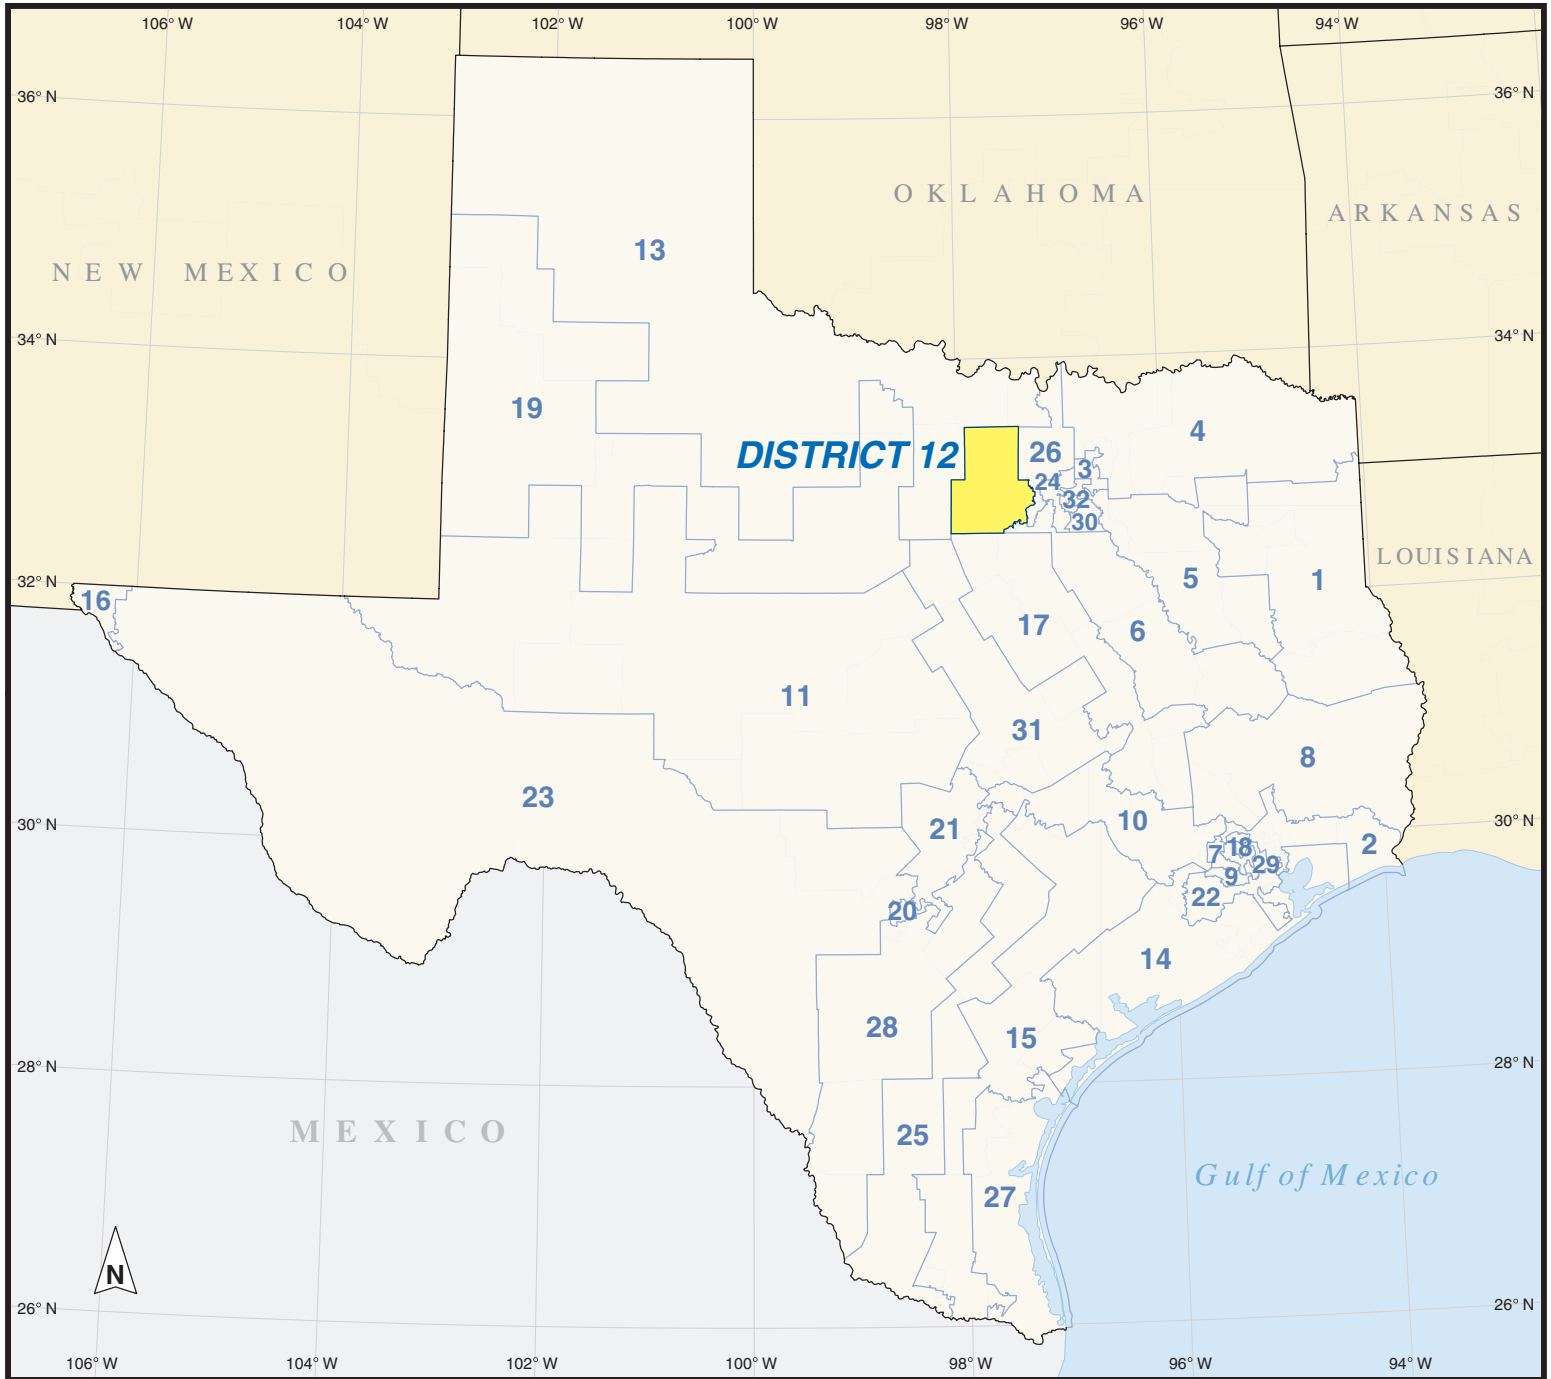 106° W 104° W 102° W 100° W 98° W 96° W 94° W
36° N 36° N
OKLAHOMA
ARKANSAS
13
NEW MEXICO
34° N 34° N
19
4
DISTRICT 12
26
3
24
32
30
LOUISIANA
32° N
5
1
16
17
6
11
31
8
23
30° N 30° N
10
21
2
18
7
29
9
22
20
14
28
15
28° N 28° N
MEXICO
25
Gulf of Mexico
27
N
26° N 26° N
106° W 104° W 102° W 100° W 98° W 96° W 94° W